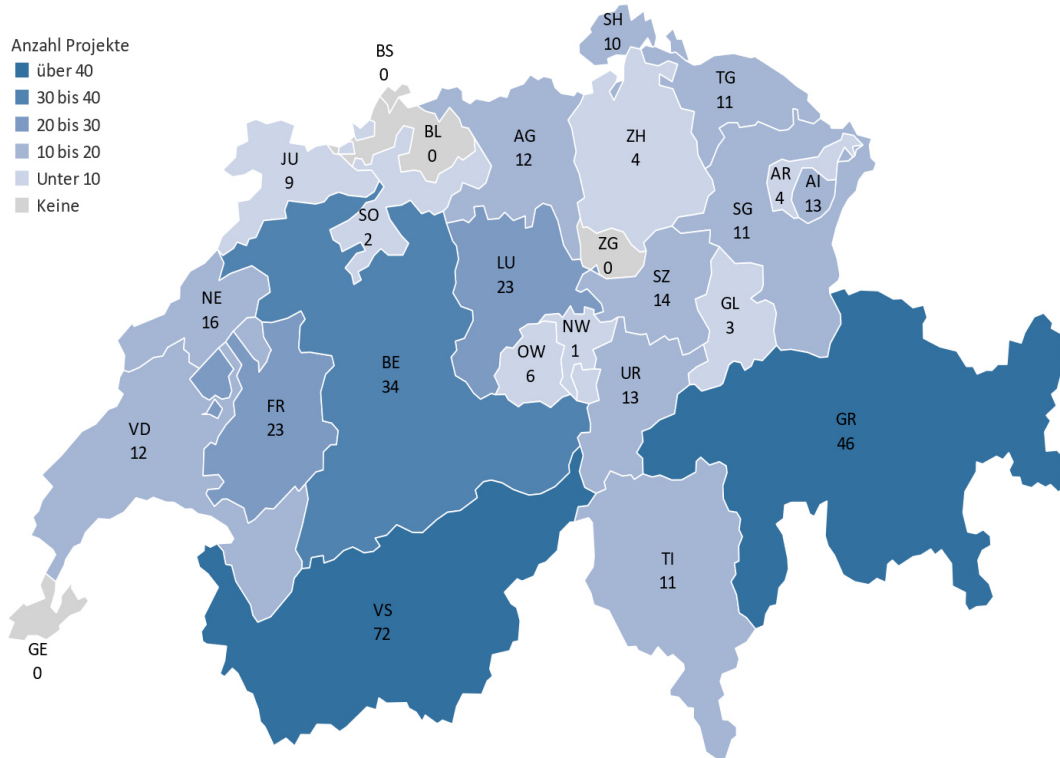 Anzahl Projekte
über 40
30 bis 40
20 bis 30
10 bis 20
Unter 10
Keine
SH
10
BS
0
TG
11
BL
0
AG
12
ZH
4
JU
9
AR
4
AI
13
SO
2
SG
11
ZG
0
LU
23
SZ
14
NE
16
GL
3
NW
1
OW
6
BE
34
UR
13
FR
23
GR
46
VD
12
TI
11
VS
72
GE
0